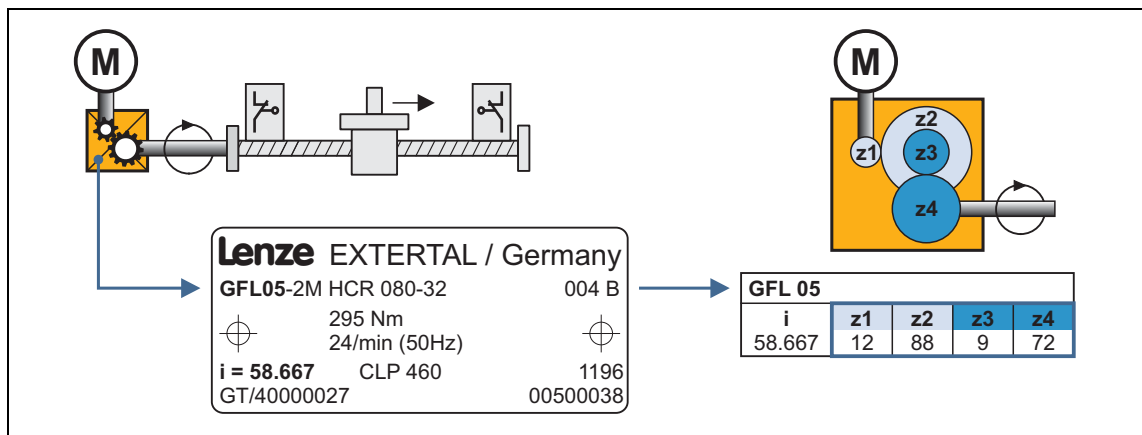 M
M
z1
z2
z3
z4
Lenze EXTERTAL / Germany
GFL05-2M HCR 080-32 004 B
295 Nm
24/min (50Hz)
i = 58.667 CLP 460 1196
GT/40000027 00500038
GFL 05
i z1 z2 z3 z4
58.667 12 88 9 72